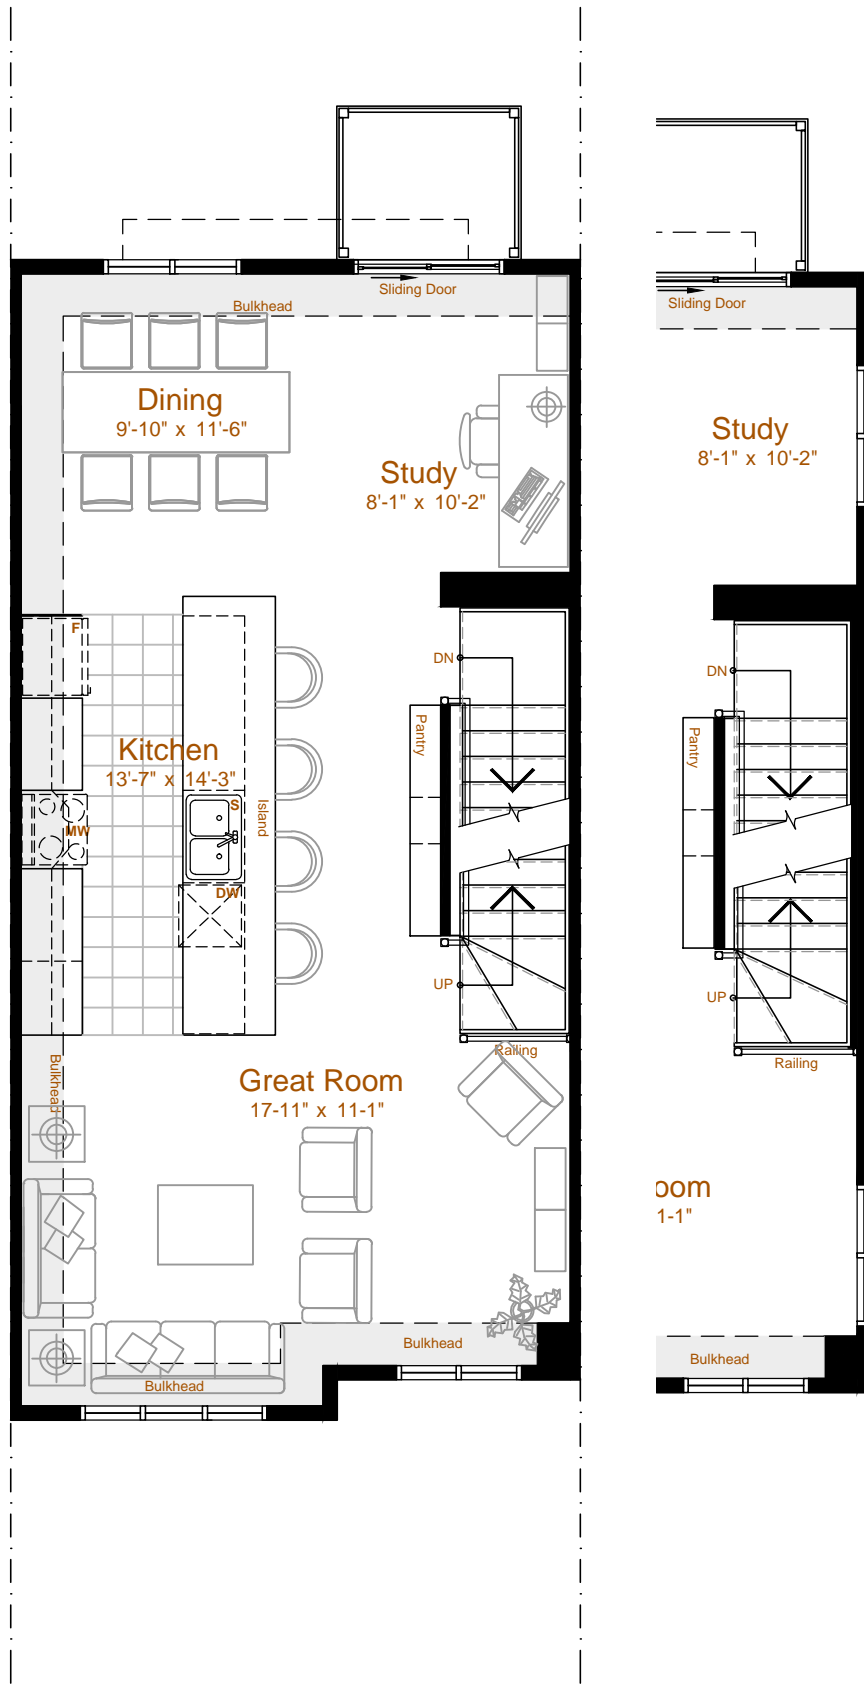 Sliding Door
Bulkhead
Dining
9'-10" x 11'-6"
Study
8'-1" x 10'-2"
F
DN
Pantry
Kitchen
13'-7" x 14'-3"
S
Island
MW
DW
UP
Railing
Bulkhead
Great Room
17-11" x 11-1"
Bulkhead
Bulkhead
Sliding Door
Study
8'-1" x 10'-2"
DN
Pantry
UP
Railing
oom
1-1"
Bulkhead